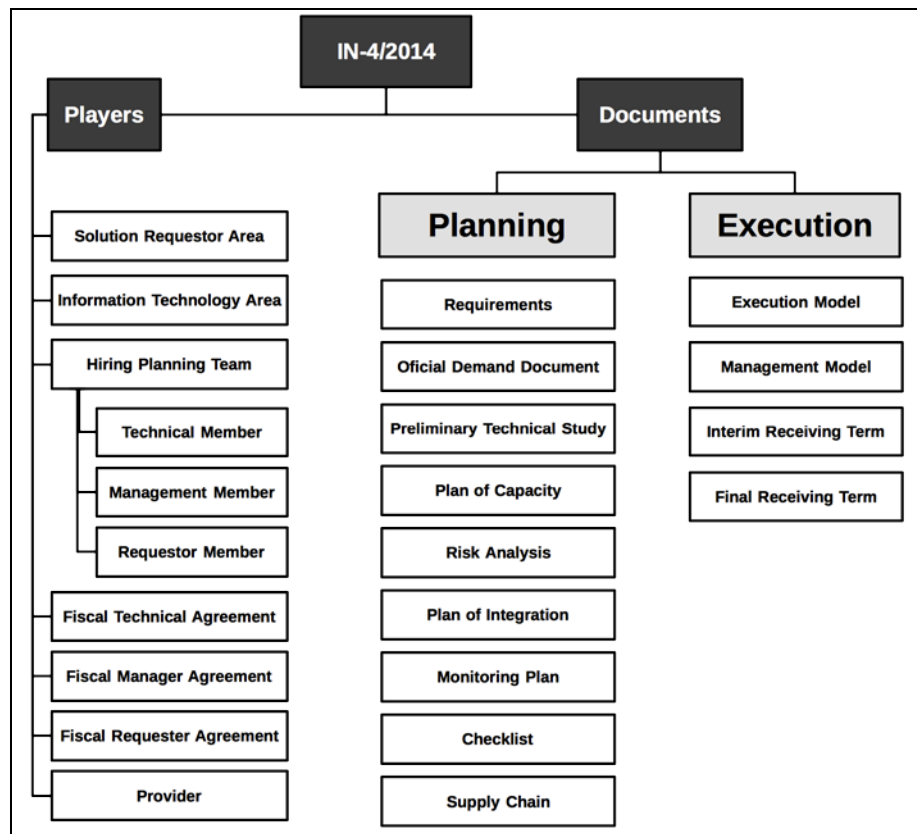 IN-4/2014
Players
Documents
Solution Requestor Area
Information Technology Area
Hiring Planning Team
Technical Member
Management Member
Requestor Member
Fiscal Technical Agreement
Fiscal Manager Agreement
Fiscal Requester Agreement
Provider
Planning
Requirements
Oficial Demand Document
Preliminary Technical Study
Plan of Capacity
Risk Analysis
Plan of Integration
Monitoring Plan
Checklist
Supply Chain
Execution
Execution Model
Management Model
Interim Receiving Term
Final Receiving Term